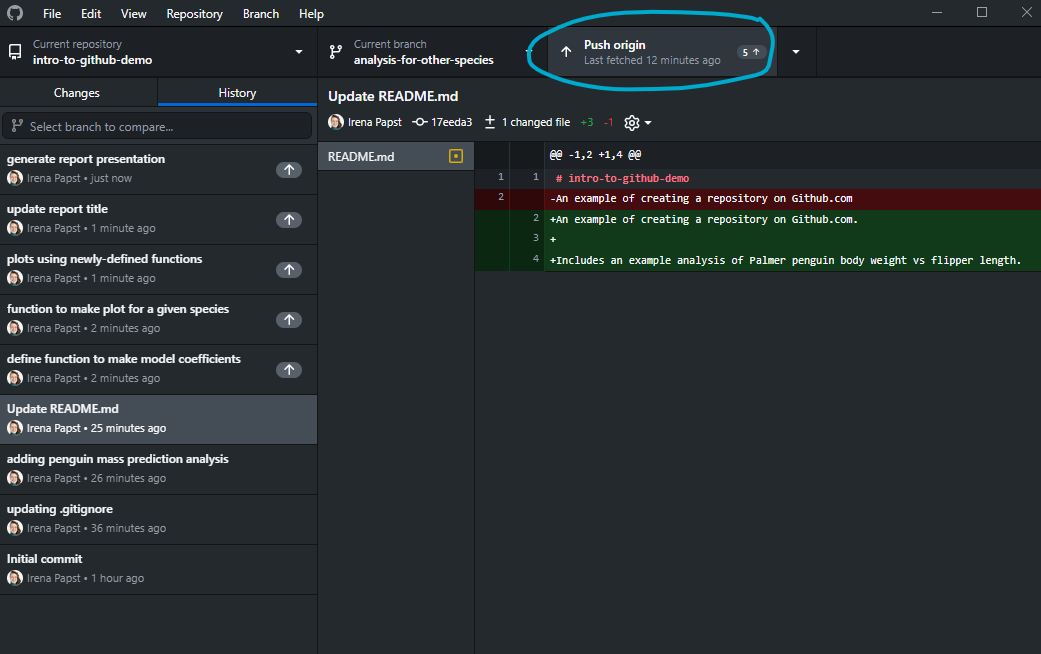 File Edit View Repository Branch Help
Current repository
intro-to-github-demo
Current branch
analysis-for-other-species
Push origin
Last fetched 12 minutes ago
5
Changes
History
Select branch to compare...
generate report presentation
Irena Papst • just now
update report title
Irena Papst • 1 minute ago
plots using newly-defined functions
Irena Papst • 1 minute ago
function to make plot for a given species
Irena Papst • 2 minutes ago
define function to make model coefficients
Irena Papst • 2 minutes ago
Update README.md
Irena Papst • 25 minutes ago
adding penguin mass prediction analysis
Irena Papst • 26 minutes ago
updating .gitignore
Irena Papst • 36 minutes ago
Initial commit
Irena Papst • 1 hour ago
Update README.md
Irena Papst 17eeda3 1 changed file +3 -1
README.md
@@ -1,2 +1,4 @@
1 1 # intro-to-github-demo
2 -An example of creating a repository on Github.com
2 +An example of creating a repository on Github.com.
3 +
4 +Includes an example analysis of Palmer penguin body weight vs flipper length.